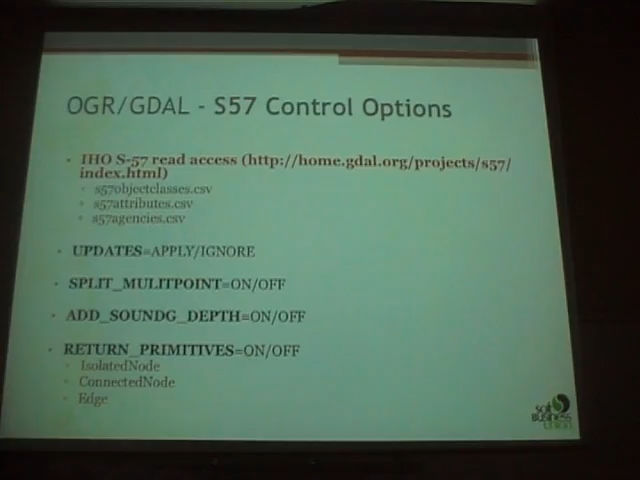 OGR/GDAL - S57 Control Options
• IHO S-57 read access (http://home.gdal.org/projects/s57/
index.html)
• s57objectclasses.csv
• s57attributes.csv
• s57agencies.csv
• UPDATES=APPLY/IGNORE
• SPLIT_MULITPOINT=ON/OFF
• ADD_SOUNDG_DEPTH=ON/OFF
• RETURN_PRIMITIVES=ON/OFF
• IsolatedNode
• ConnectedNode
• Edge